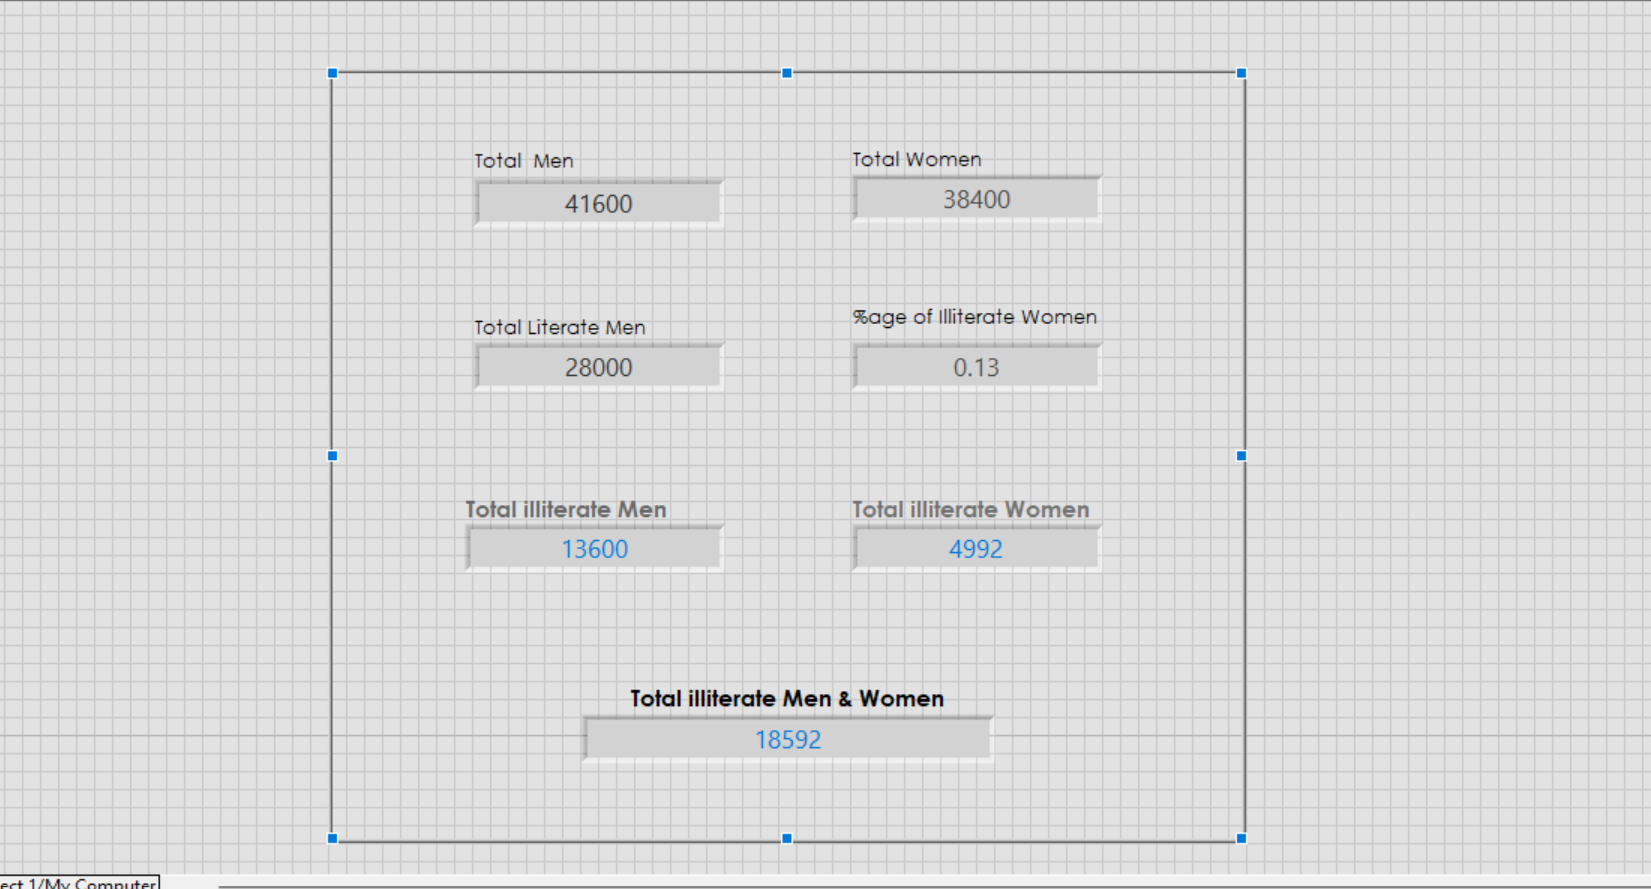 Total  Men
Total Women
41600
38400
Total Literate Men
%age of Illiterate Women
28000
0.13
Total illiterate Men
Total illiterate Women
13600
4992
Total illiterate Men & Women
18592
ect 1/My Computer